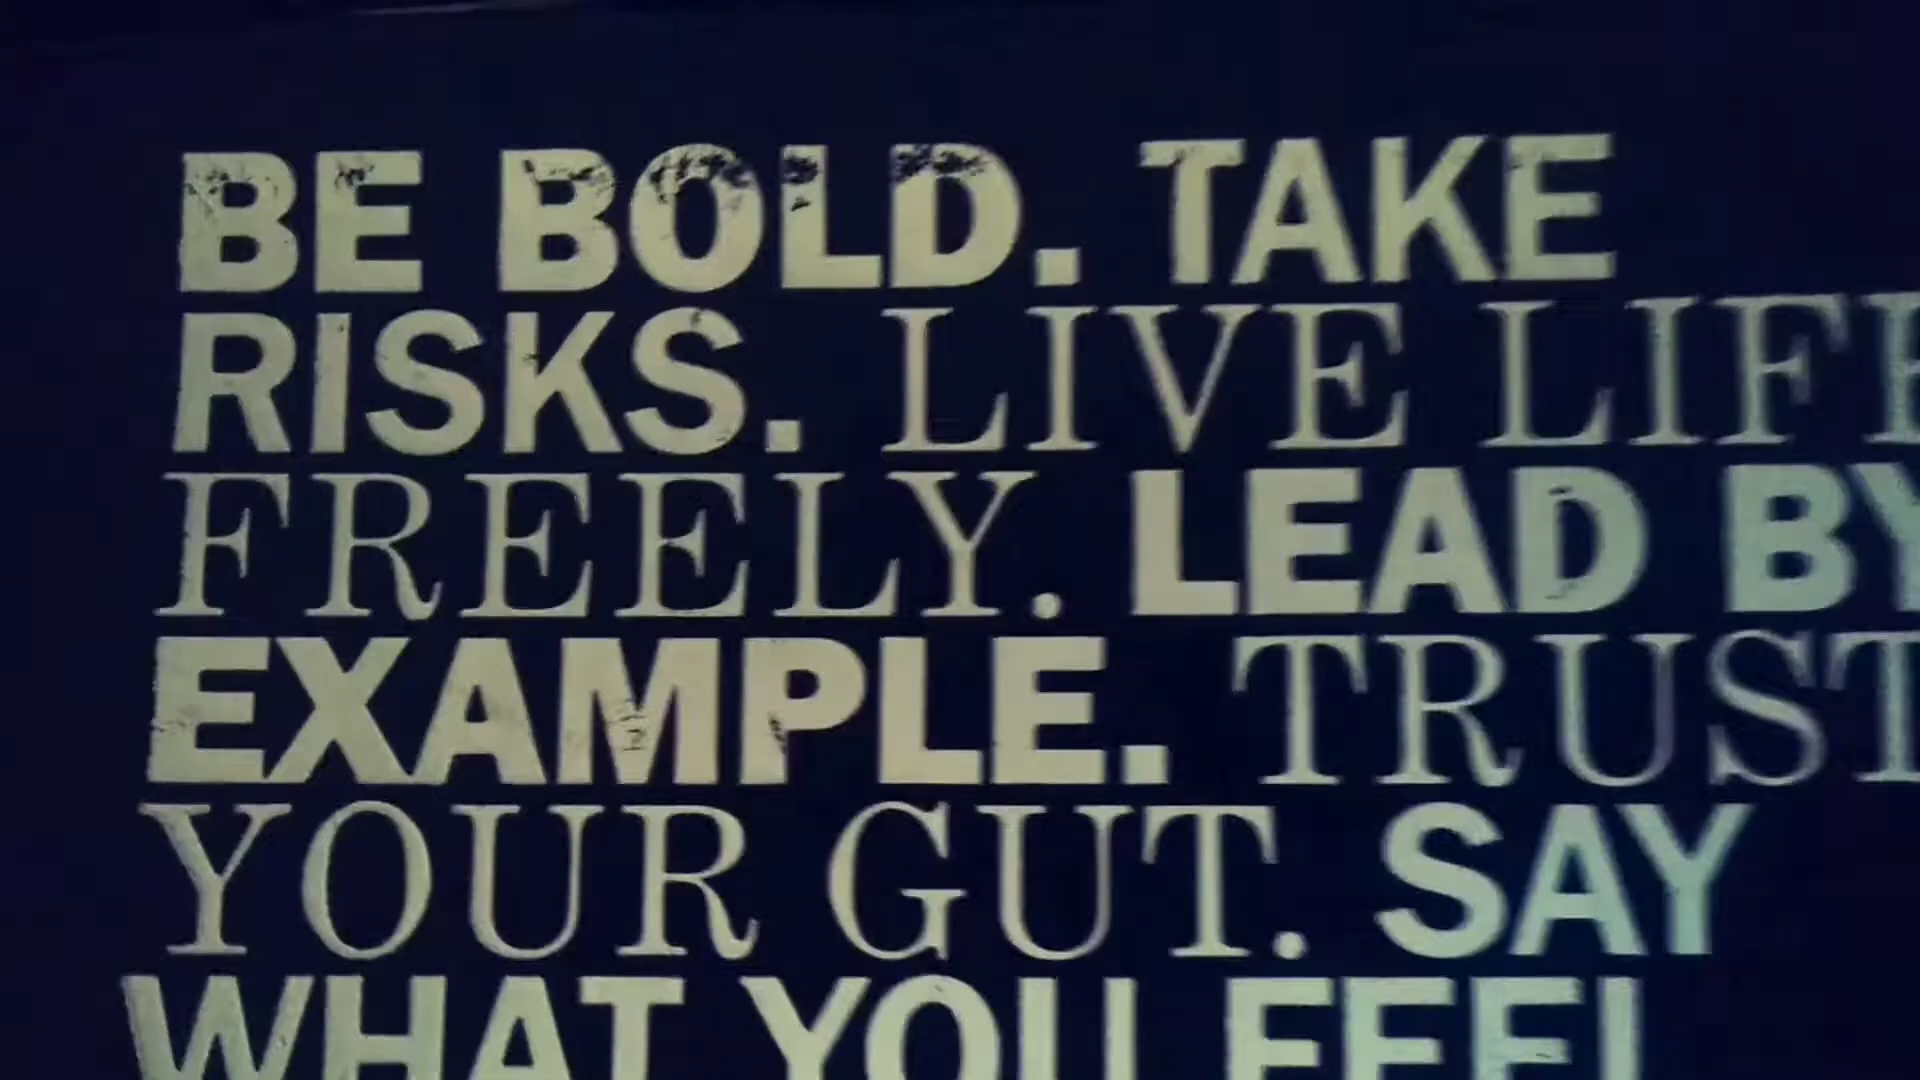 BE BOLD. TAKE
RISKS. LIVE LIFE
FREELY. LEAD BY
EXAMPLE. TRUST
YOUR GUT. SAY
WHAT YOU FEEL